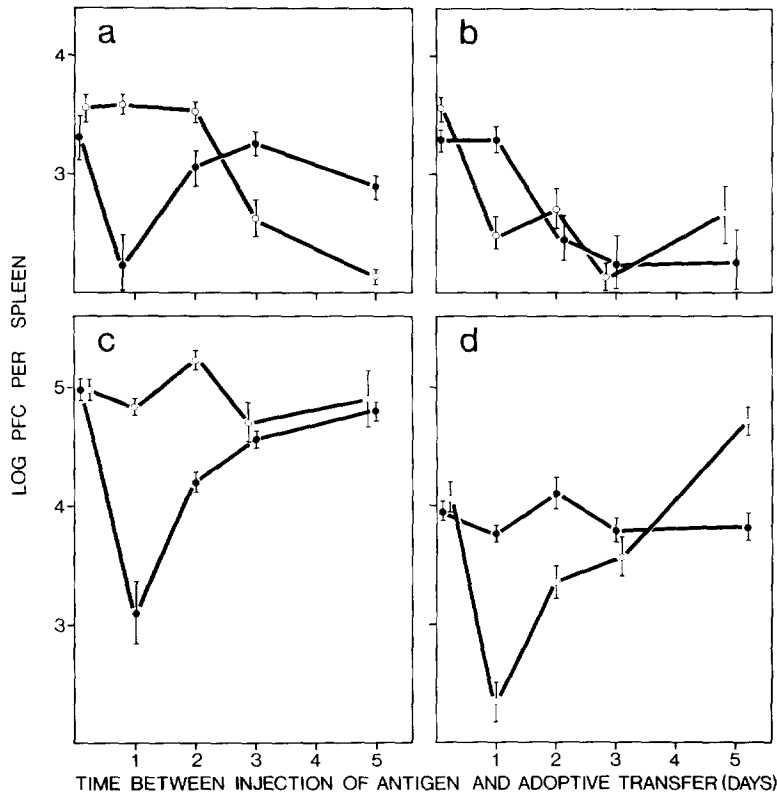 a
b
4
3
c
d
5
4
3
1 2 3 4 5
1 2 3 4 5
LOG PFC PER SPLEEN
TIME BETWEEN INJECTION OF ANTIGEN AND ADOPTIVE TRANSFER (DAYS)